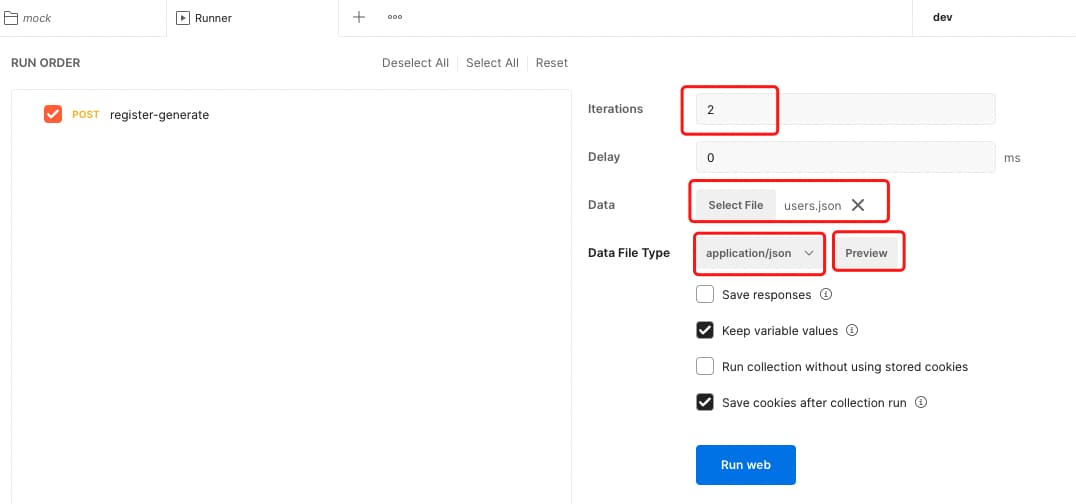 mock
Runner
dev
RUN ORDER
Deselect All
Select All
Reset
POST register-generate
Iterations
2
Delay
0
ms
Data
Select File
users.json
Data File Type
application/json
Preview
Save responses
Keep variable values
Run collection without using stored cookies
Save cookies after collection run
Run web